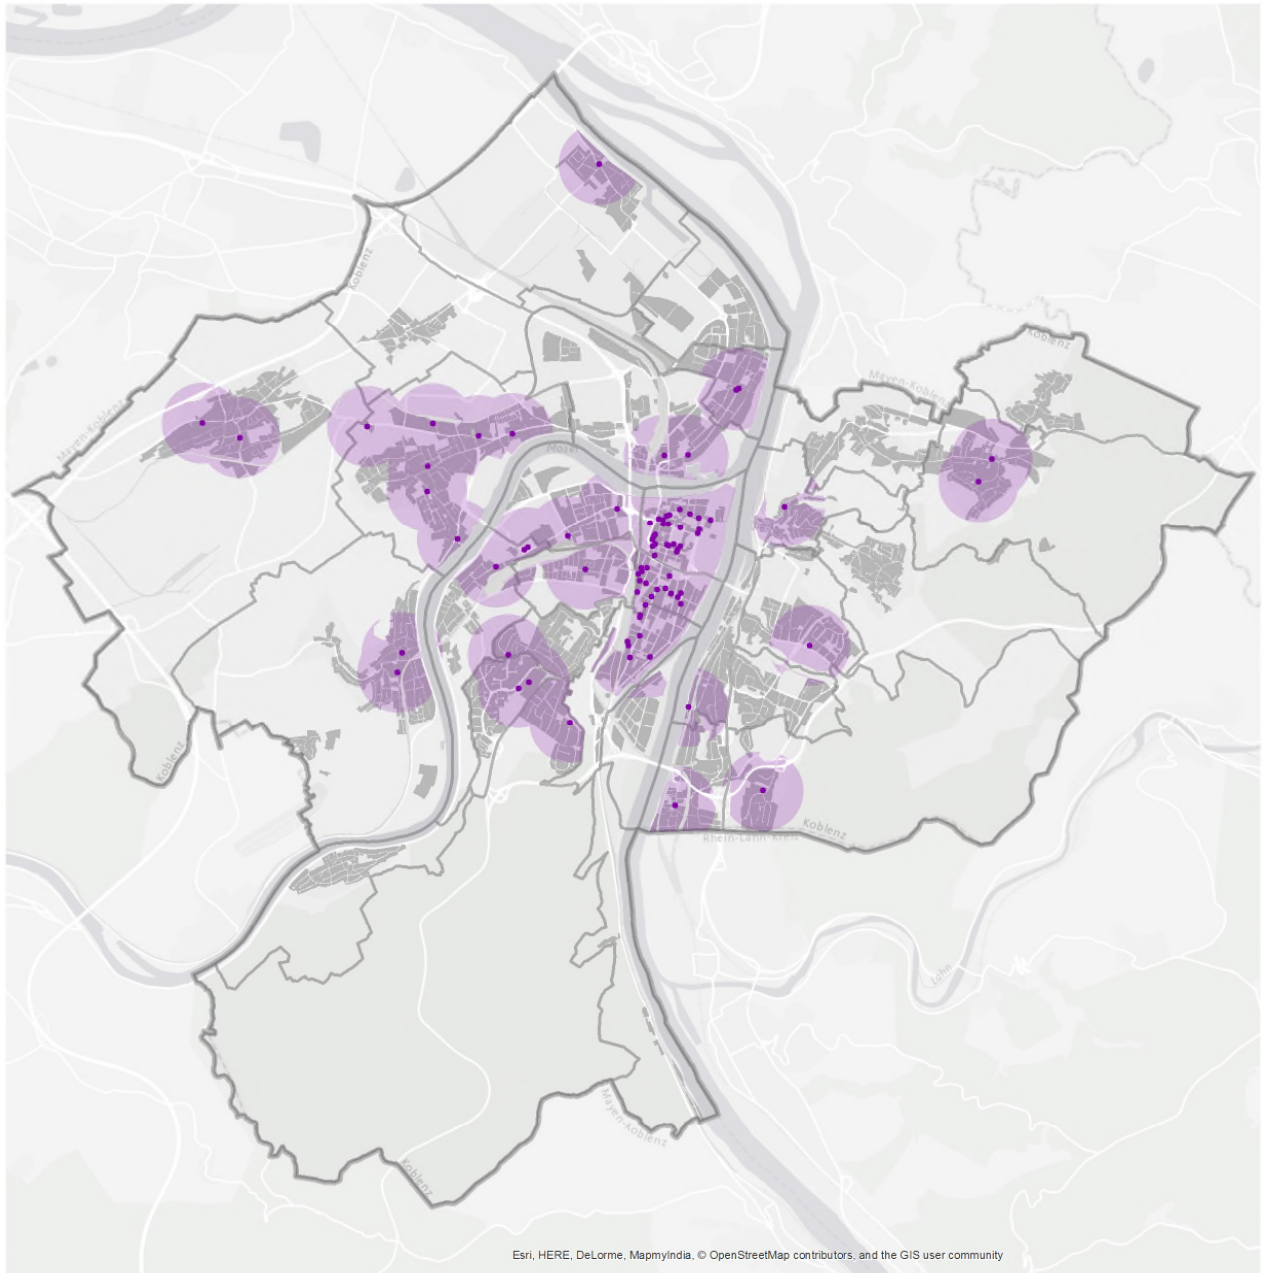 Koblenz
Koblenz
Mayen-Koblenz
Mayen-Koblenz
Mosel
Koblenz
Koblenz
Rhein-Lahn-Kreis
Lahn
Mayen-Koblenz
Koblenz
Esri, HERE, DeLorme, MapmyIndia, © OpenStreetMap contributors, and the GIS user community